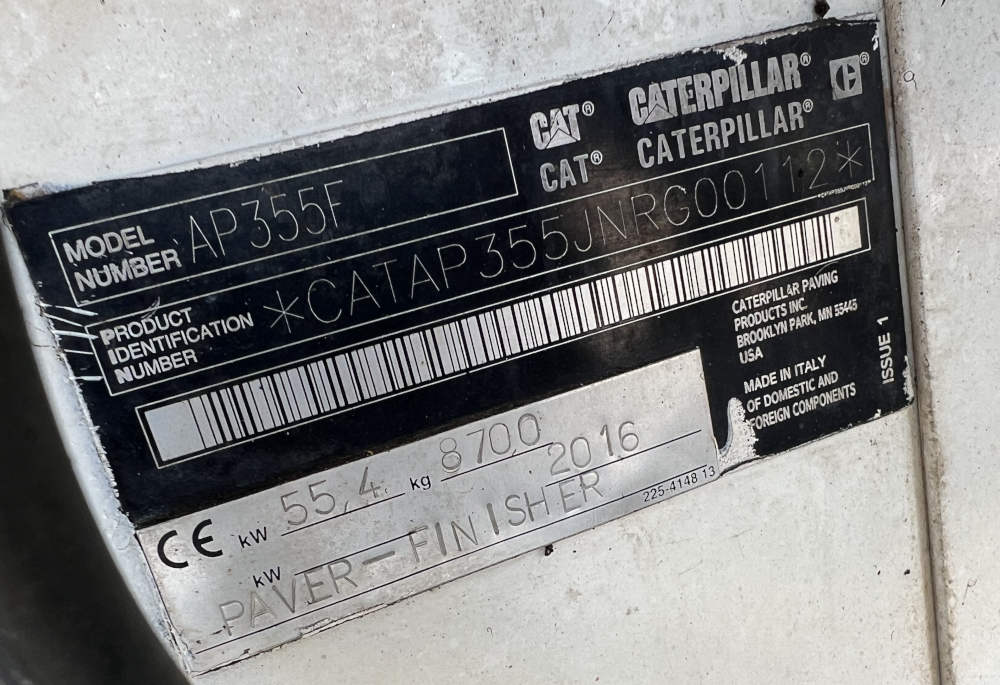 CAT® CATERPILLAR®
CAT® CATERPILLAR®
MODEL NUMBER AP355F
PRODUCT IDENTIFICATION NUMBER *CATAP355JNRG00112*
CATERPILLAR PAVING
PRODUCTS INC.
BROOKLYN PARK, MN 55445
USA
MADE IN ITALY
OF DOMESTIC AND
FOREIGN COMPONENTS
ISSUE 1
CE kW 55,4 kg 8700
kW 2016
PAVER-FINISHER
225-4148 13